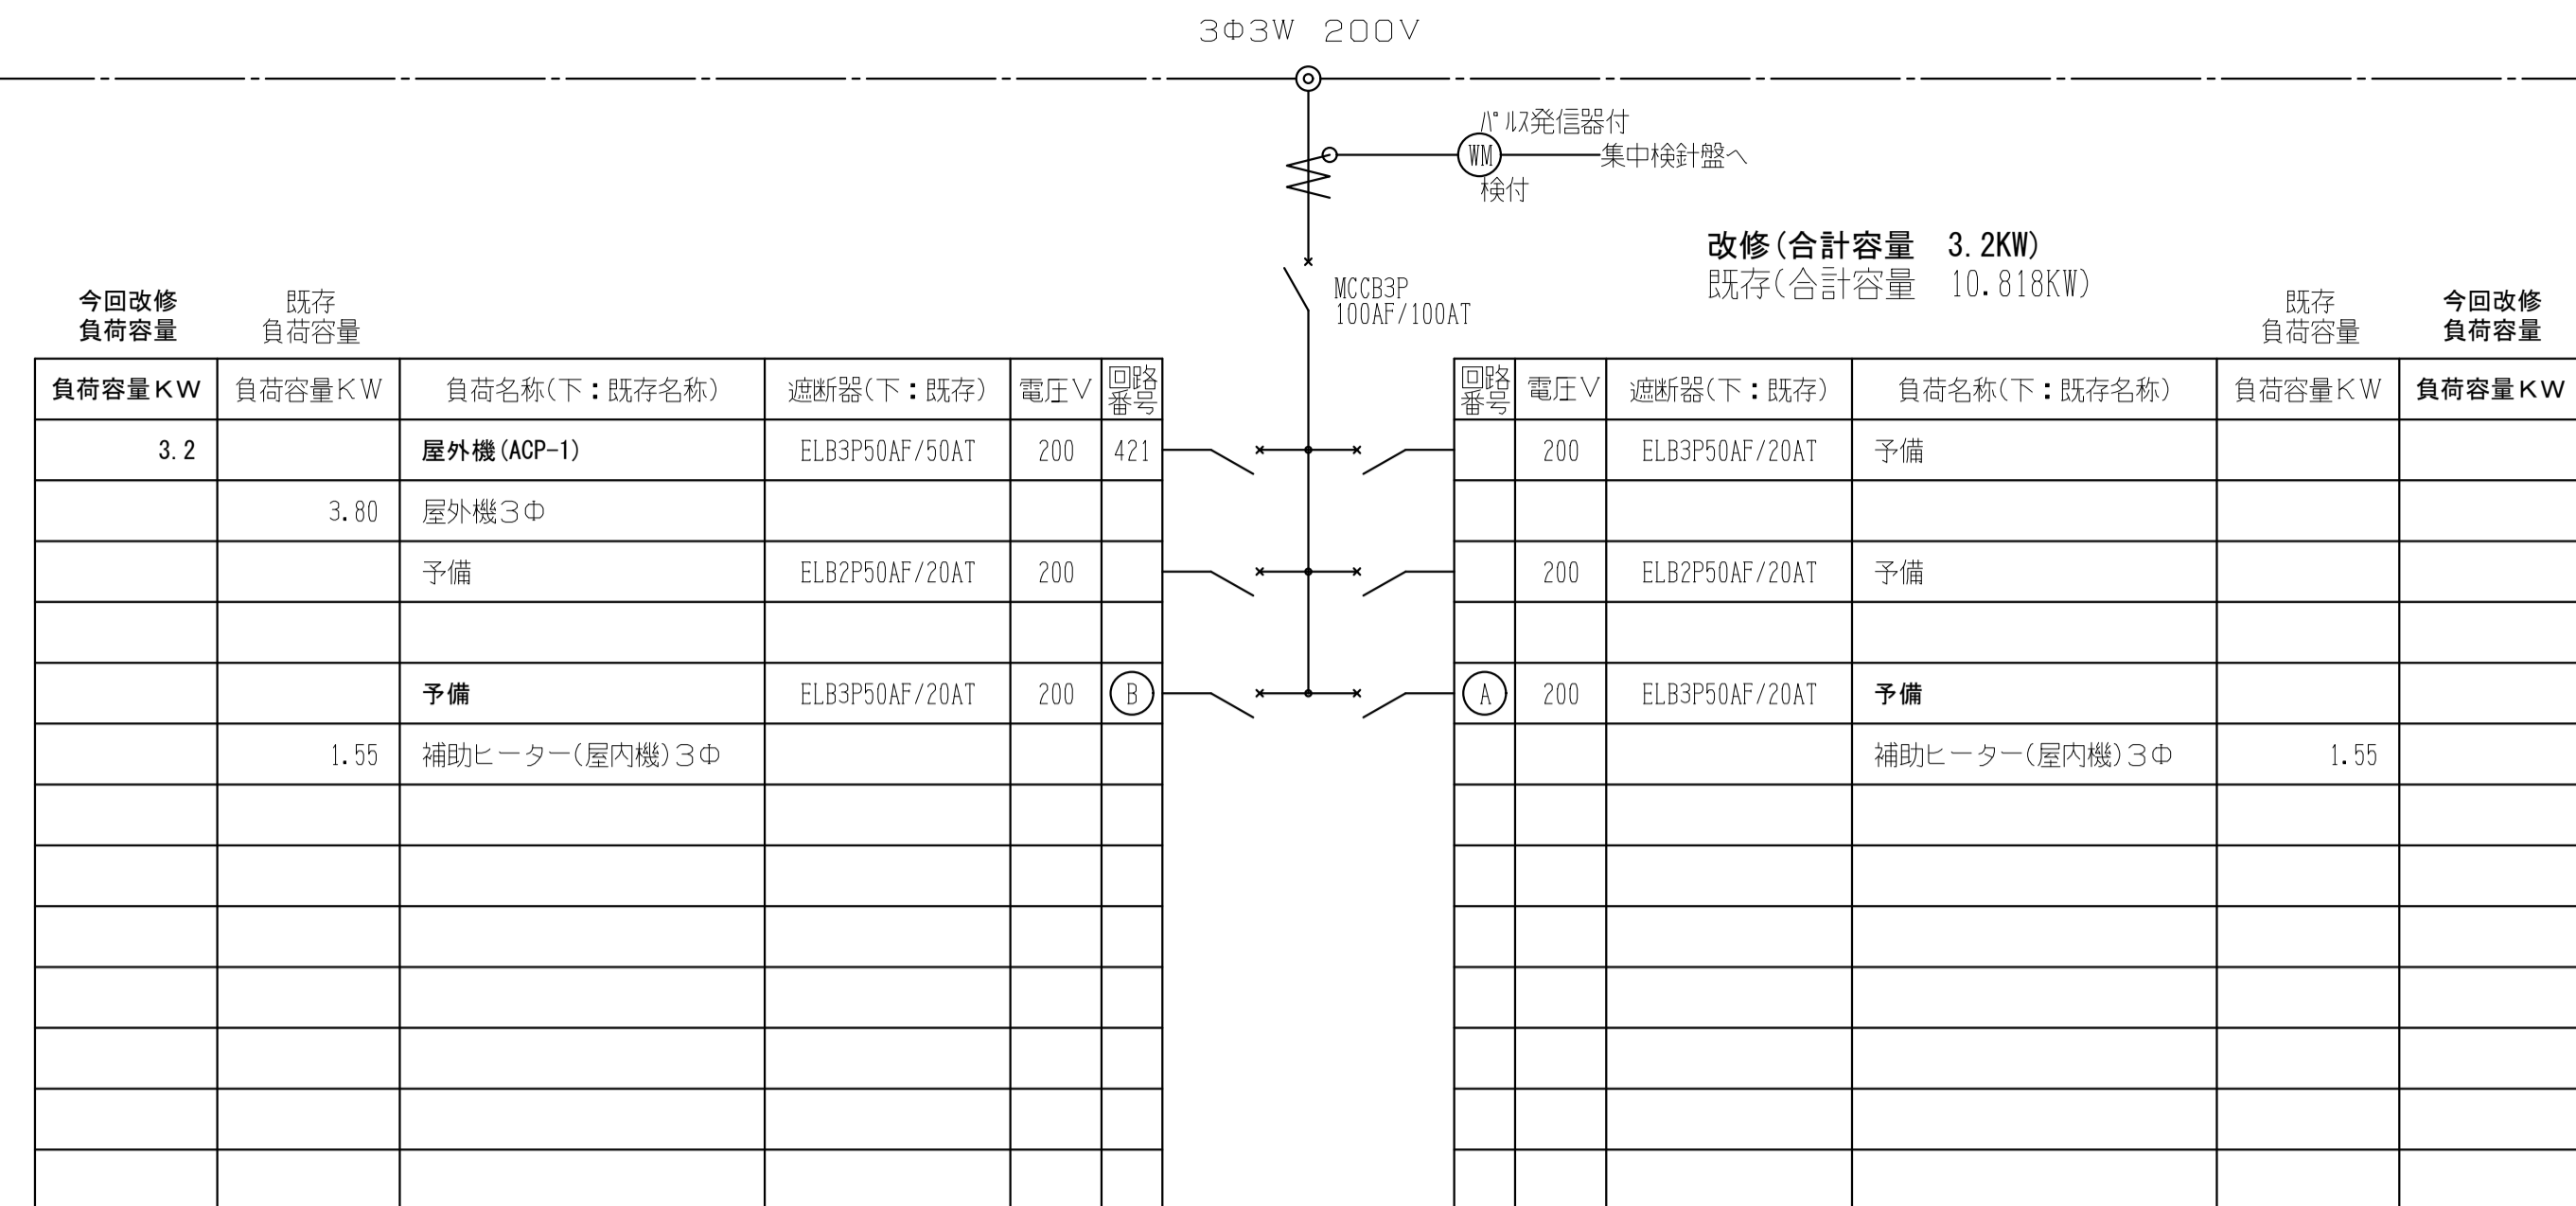 3Φ3W 200V
パルス発信器付
WM
集中検針盤へ
検付
改修(合計容量 3.2KW)
既存(合計容量 10.818KW)
MCCB3P
100AF/100AT
今回改修
負荷容量
既存
負荷容量
既存
負荷容量
今回改修
負荷容量
負荷容量KW 負荷容量KW 負荷名称(下:既存名称) 遮断器(下:既存) 電圧V 回路番号
3.2 屋外機(ACP-1) ELB3P50AF/50AT 200 421
3.80 屋外機3Φ
予備 ELB2P50AF/20AT 200
予備 ELB3P50AF/20AT 200 B
1.55 補助ヒーター(屋内機)3Φ
回路番号 電圧V 遮断器(下:既存) 負荷名称(下:既存名称) 負荷容量KW 負荷容量KW
200 ELB3P50AF/20AT 予備
200 ELB2P50AF/20AT 予備
A 200 ELB3P50AF/20AT 予備
補助ヒーター(屋内機)3Φ 1.55